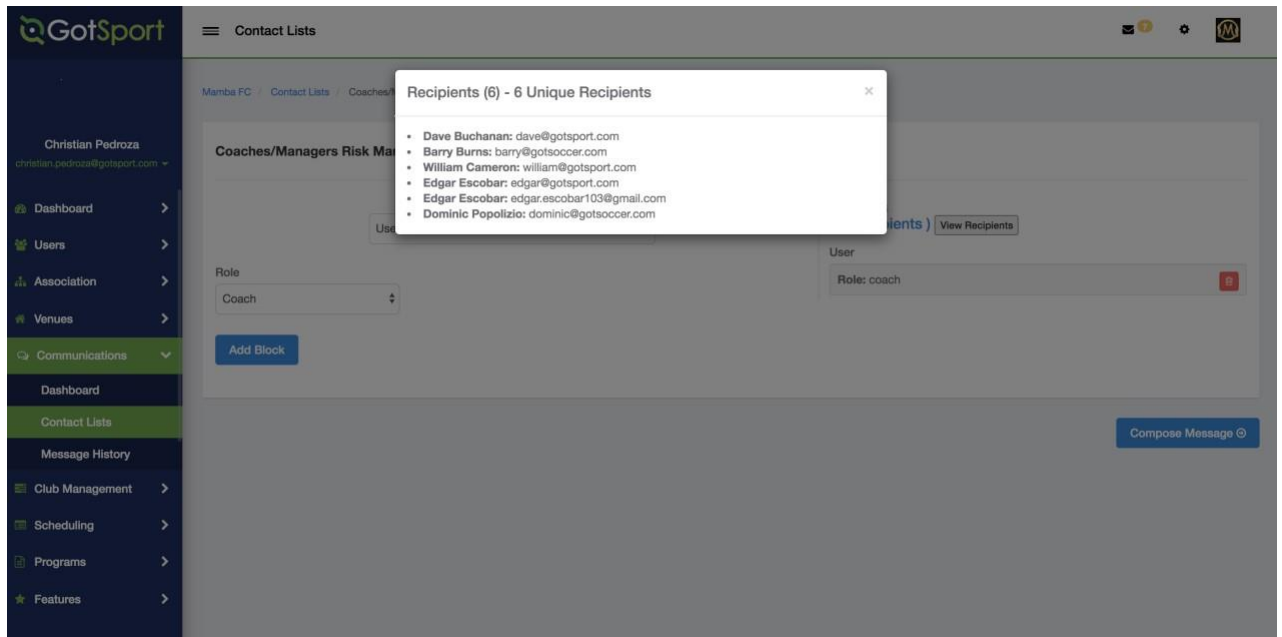 GotSport
Contact Lists
7
Christian Pedroza
christian.pedroza@gotsport.com
Dashboard
Users
Association
Venues
Communications
Dashboard
Contact Lists
Message History
Club Management
Scheduling
Programs
Features
Mamba FC / Contact Lists / Coaches/
Recipients (6) - 6 Unique Recipients
×
• Dave Buchanan: dave@gotsport.com
• Barry Burns: barry@gotsoccer.com
• William Cameron: william@gotsport.com
• Edgar Escobar: edgar@gotsport.com
• Edgar Escobar: edgar.escobar103@gmail.com
• Dominic Popolizio: dominic@gotsoccer.com
Coaches/Managers Risk Ma
Use
ients ) View Recipients
User
Role: coach
Role
Coach
Add Block
Compose Message